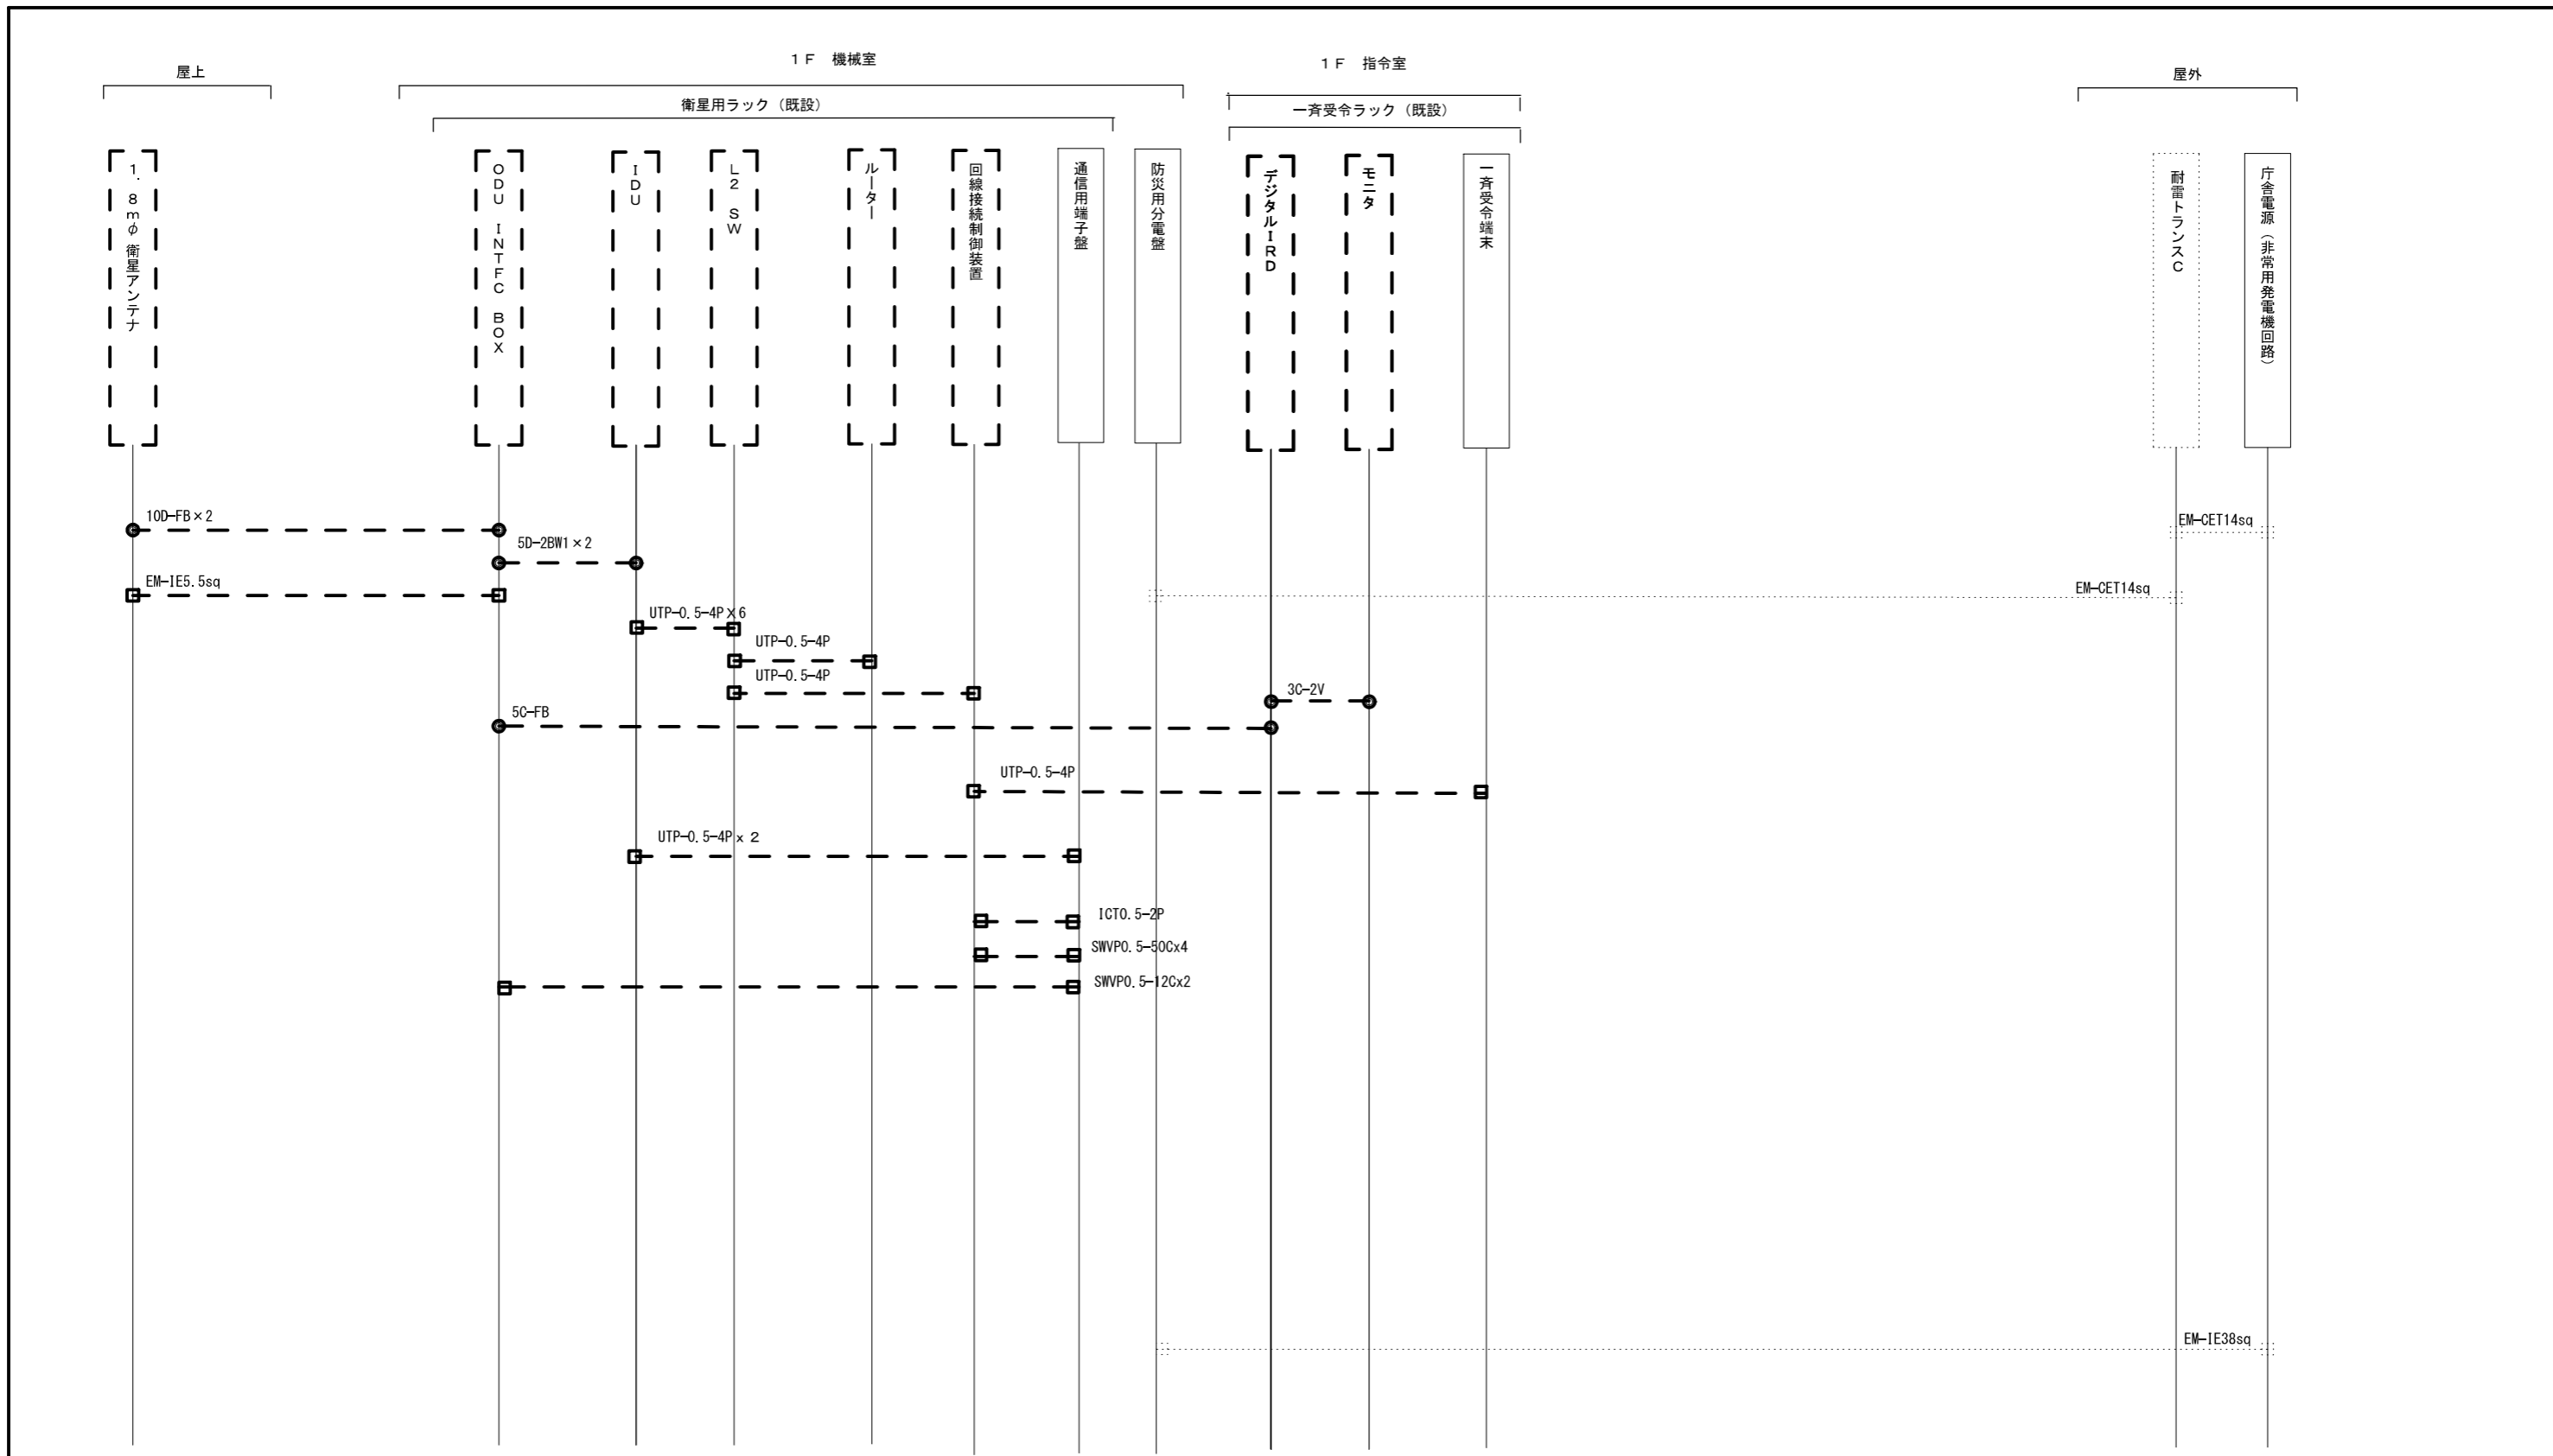 屋上
1F 機械室
1F 指令室
屋外
衛星用ラック（既設）
一斉受令ラック（既設）
1.8mφ衛星アンテナ
ODU INTFC BOX
IDU
L2 SW
ルーター
回線接続制御装置
通信用端子盤
防災用分電盤
デジタルIRD
モニタ
一斉受令端末
耐雷トランスC
庁舎電源（非常用発電機回路）
10D-FB×2
EM-CET14sq
5D-2BW1×2
EM-IE5.5sq
EM-CET14sq
UTP-0.5-4P×6
UTP-0.5-4P
UTP-0.5-4P
3C-2V
5C-FB
UTP-0.5-4P
UTP-0.5-4P×2
ICT0.5-2P
SWVP0.5-50Cx4
SWVP0.5-12Cx2
EM-IE38sq